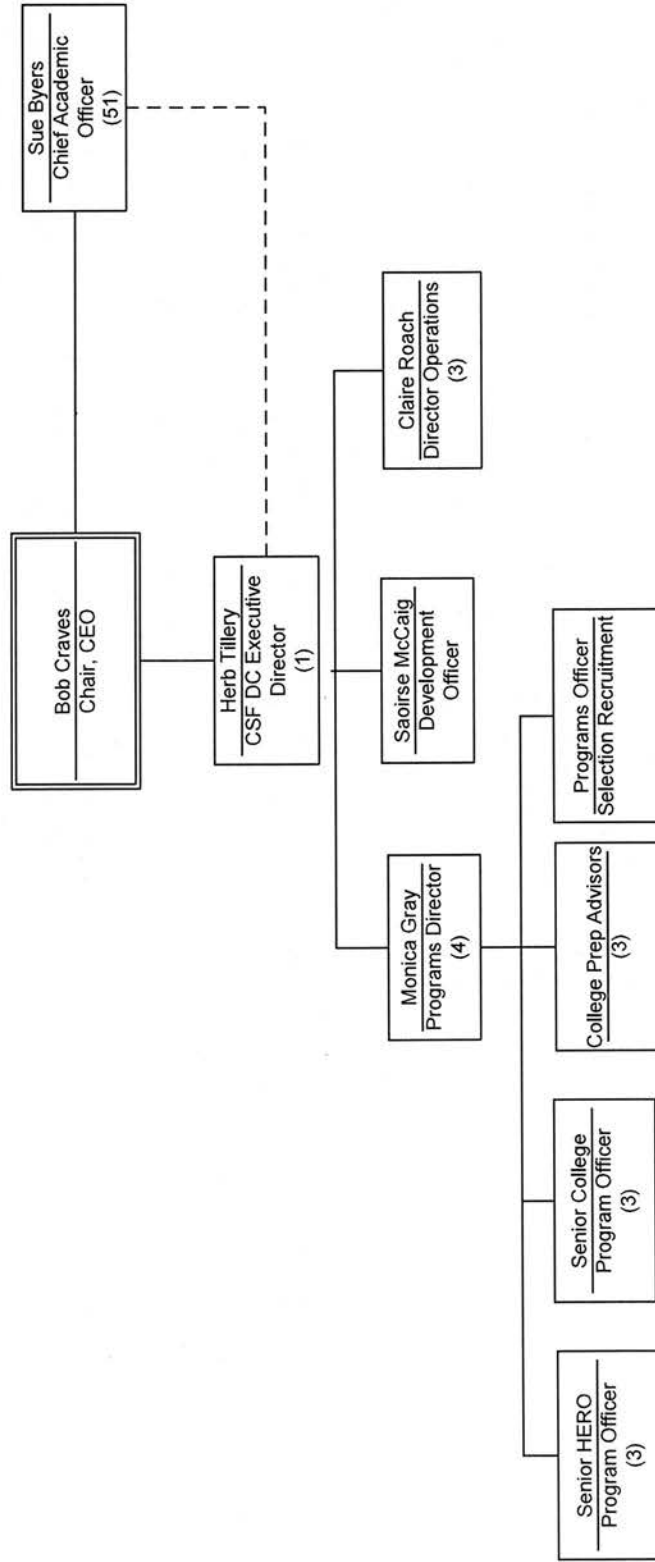 Bob Craves
Chair, CEO
Sue Byers
Chief Academic
Officer
(51)
Herb Tillery
CSF DC Executive
Director
(1)
Monica Gray
Programs Director
(4)
Saoirse McCaig
Development
Officer
Claire Roach
Director Operations
(3)
Senior HERO
Program Officer
(3)
Senior College
Program Officer
(3)
College Prep Advisors
(3)
Programs Officer
Selection Recruitment